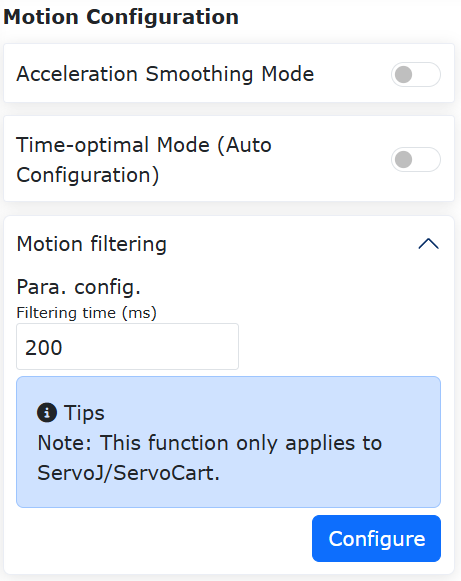 Motion Configuration
Acceleration Smoothing Mode
Time-optimal Mode (Auto
Configuration)
Motion filtering
Para. config.
Filtering time (ms)
200
Tips
Note: This function only applies to
ServoJ/ServoCart.
Configure